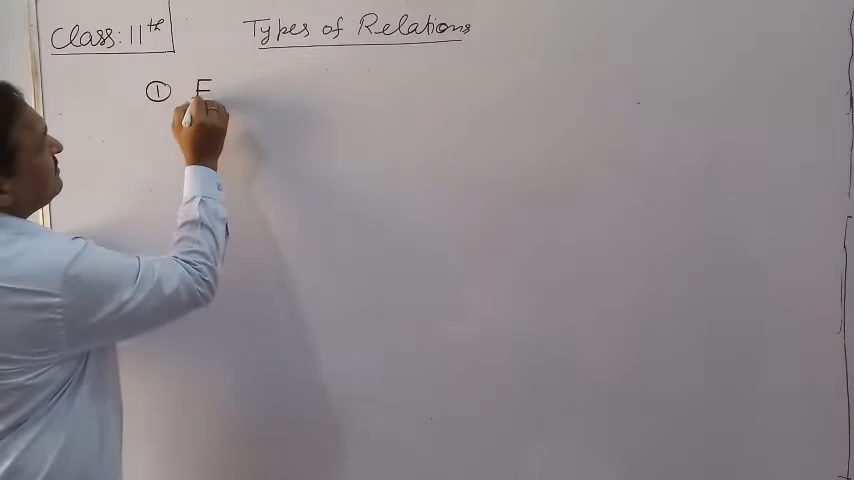 Class: 11th
Types of Relations
① E